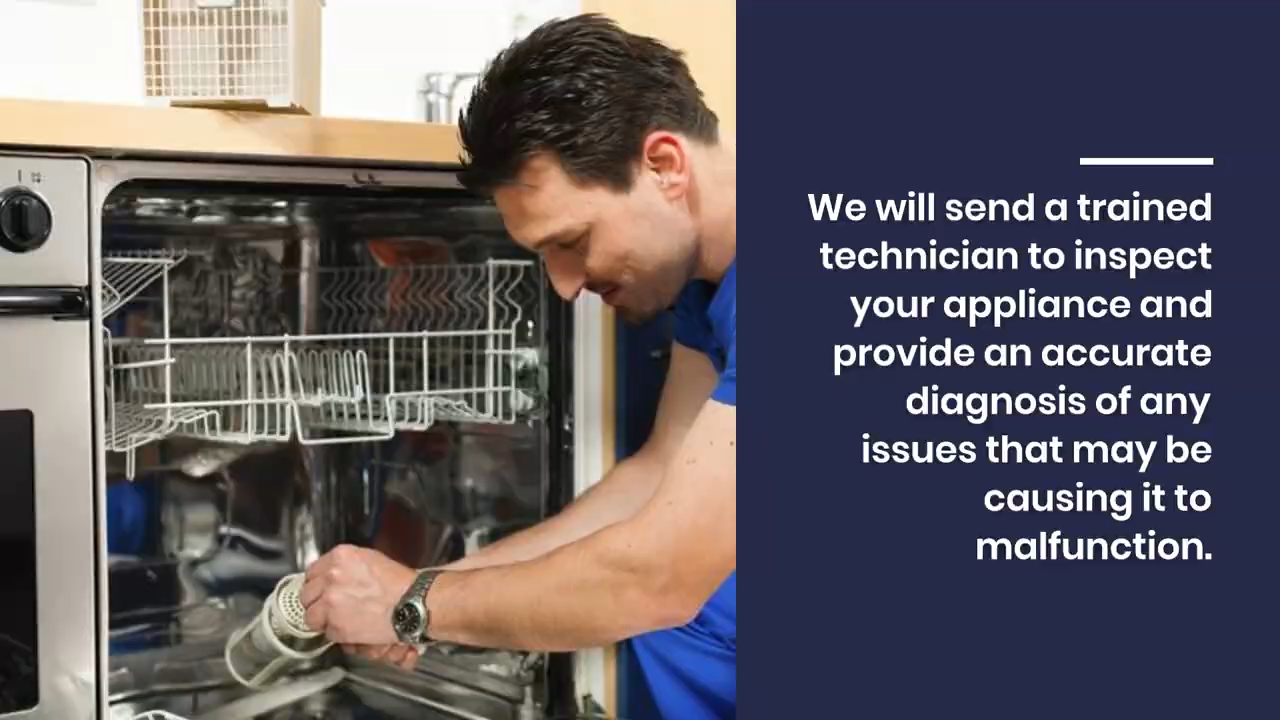 We will send a trained
technician to inspect
your appliance and
provide an accurate
diagnosis of any
issues that may be
causing it to
malfunction.